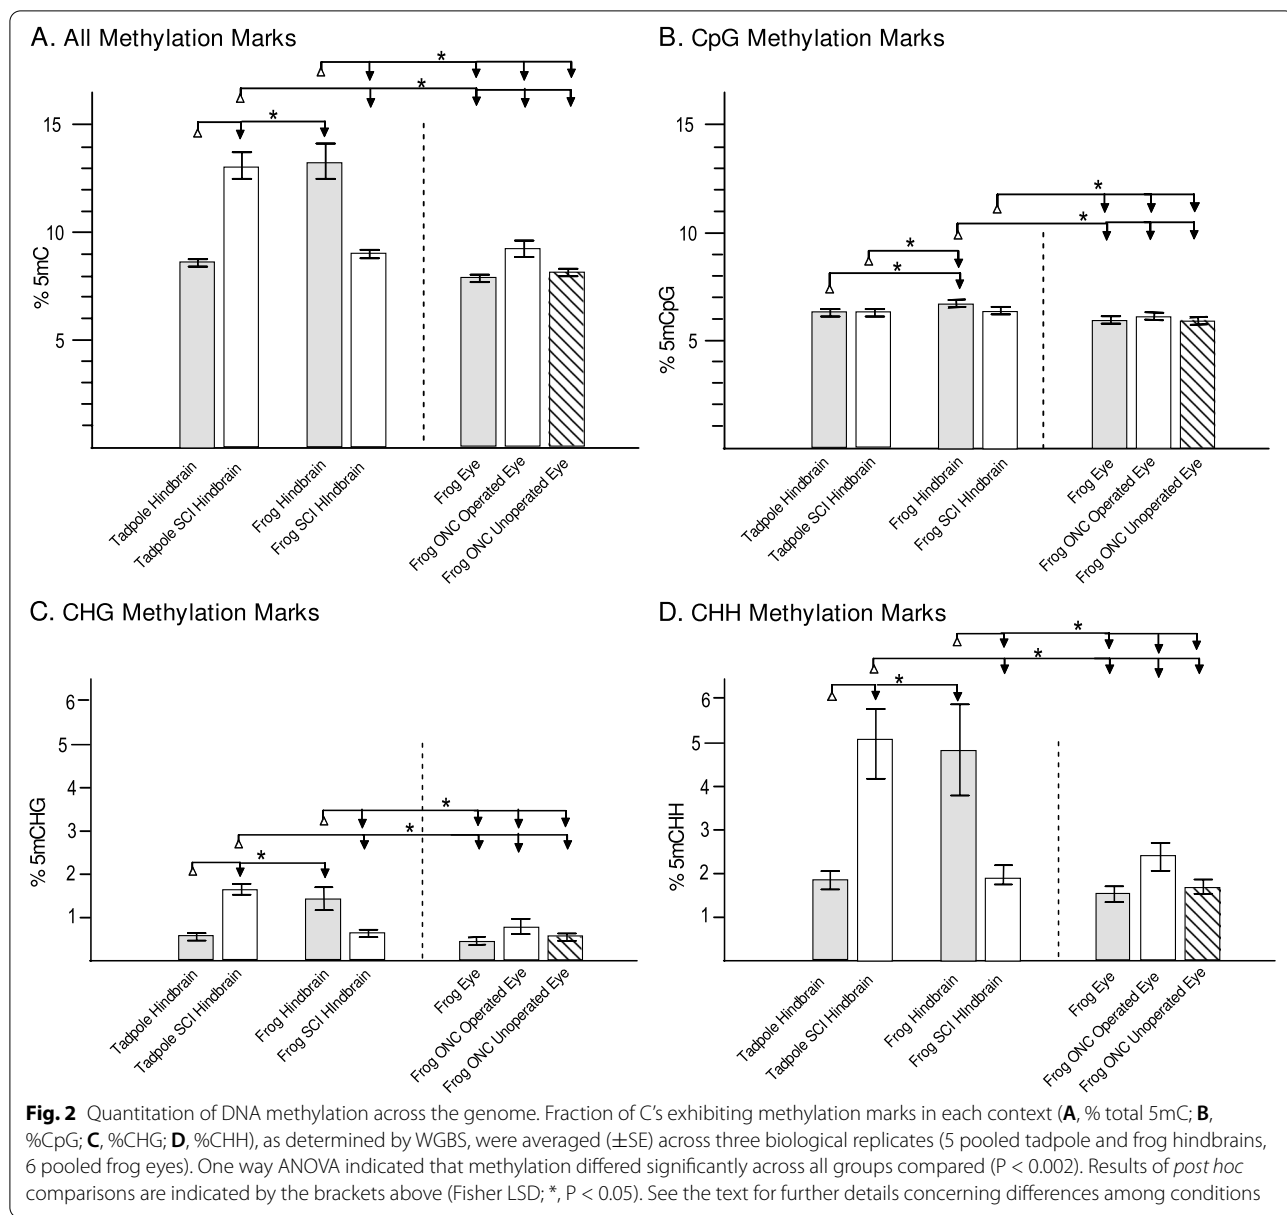 A. All Methylation Marks
*
*
*
15
10
5
% 5mC
Tadpole Hindbrain
Tadpole SCI Hindbrain
Frog Hindbrain
Frog SCI HIndbrain
Frog Eye
Frog ONC Operated Eye
Frog ONC Unoperated Eye
B. CpG Methylation Marks
*
*
*
*
15
10
5
% 5mCpG
Tadpole Hindbrain
Tadpole SCI Hindbrain
Frog Hindbrain
Frog SCI HIndbrain
Frog Eye
Frog ONC Operated Eye
Frog ONC Unoperated Eye
C. CHG Methylation Marks
6
5
4
3
2
1
% 5mCHG
*
*
*
Tadpole Hindbrain
Tadpole SCI Hindbrain
Frog Hindbrain
Frog SCI HIndbrain
Frog Eye
Frog ONC Operated Eye
Frog ONC Unoperated Eye
D. CHH Methylation Marks
*
*
*
6
5
4
3
2
1
% 5mCHH
Tadpole Hindbrain
Tadpole SCI Hindbrain
Frog Hindbrain
Frog SCI HIndbrain
Frog Eye
Frog ONC Operated Eye
Frog ONC Unoperated Eye
Fig. 2 Quantitation of DNA methylation across the genome. Fraction of C's exhibiting methylation marks in each context (A, % total 5mC; B,
%CpG; C, %CHG; D, %CHH), as determined by WGBS, were averaged (±SE) across three biological replicates (5 pooled tadpole and frog hindbrains,
6 pooled frog eyes). One way ANOVA indicated that methylation differed significantly across all groups compared (P < 0.002). Results of post hoc
comparisons are indicated by the brackets above (Fisher LSD; *, P < 0.05). See the text for further details concerning differences among conditions